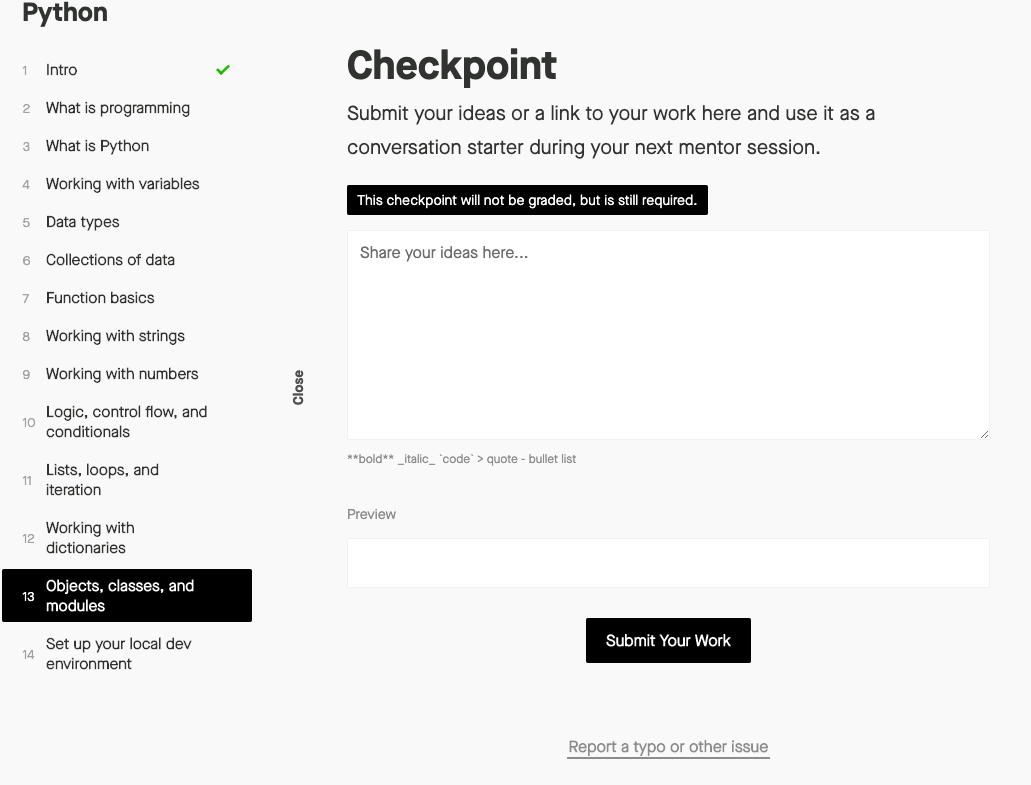 Python
1 Intro
2 What is programming
3 What is Python
4 Working with variables
5 Data types
6 Collections of data
7 Function basics
8 Working with strings
9 Working with numbers
10 Logic, control flow, and
conditionals
11 Lists, loops, and
iteration
12 Working with
dictionaries
13 Objects, classes, and
modules
14 Set up your local dev
environment
Close
Checkpoint
Submit your ideas or a link to your work here and use it as a
conversation starter during your next mentor session.
This checkpoint will not be graded, but is still required.
Share your ideas here...
**bold** _italic_ `code` > quote - bullet list
Preview
Submit Your Work
Report a typo or other issue